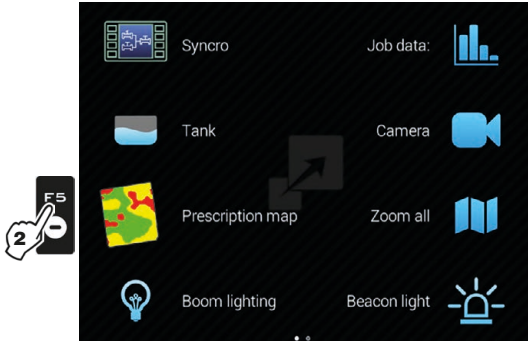 Syncro
Job data:
Tank
Camera
F5
2
Prescription map
Zoom all
Boom lighting
Beacon light